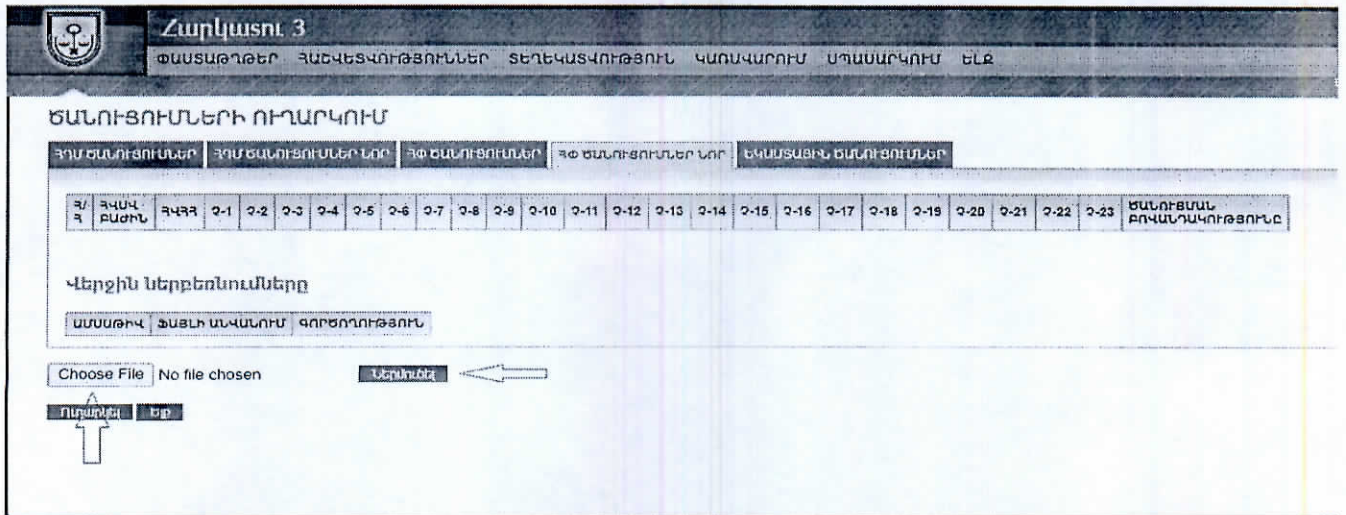 Հարկատու 3
ՓԱՍՏԱԹՂԹԵՐ ՀԱՇՎԵՏՎՈՒԹՅՈՒՆՆԵՐ ՏԵՂԵԿԱՏՎՈՒԹՅՈՒՆ ԿԱՌԱՎԱՐՈՒՄ ՍՊԱՍԱՐԿՈՒՄ ԵԼՔ
ԾԱՆՈՒՑՈՒՄՆԵՐԻ ՈՒՂԱՐԿՈՒՄ
ՀԴՄ ԾԱՆՈՒՑՈՒՄՆԵՐ ՀԴՄ ԾԱՆՈՒՑՈՒՄՆԵՐ ՆՈՐ ՀՓ ԾԱՆՈՒՑՈՒՄՆԵՐ ՀՓ ԾԱՆՈՒՑՈՒՄՆԵՐ ՆՈՐ ԵԿԱՄՏԱՅԻՆ ԾԱՆՈՒՑՈՒՄՆԵՐ
Հ/Հ ՀՎՍՎ ԲԱԺԻՆ ՀՎՀՀ Չ-1 Չ-2 Չ-3 Չ-4 Չ-5 Չ-6 Չ-7 Չ-8 Չ-9 Չ-10 Չ-11 Չ-12 Չ-13 Չ-14 Չ-15 Չ-16 Չ-17 Չ-18 Չ-19 Չ-20 Չ-21 Չ-22 Չ-23 ԾԱՆՈՒՑՄԱՆ ԲՈՎԱՆԴԱԿՈՒԹՅՈՒՆԸ
Վերջին ներբեռնումները
ԱՄՍԱԹԻՎ ՖԱՅԼԻ ԱՆՎԱՆՈՒՄ ԳՈՐԾՈՂՈՒԹՅՈՒՆ
Choose File No file chosen Ներմուծել
Ուղարկել Ելք